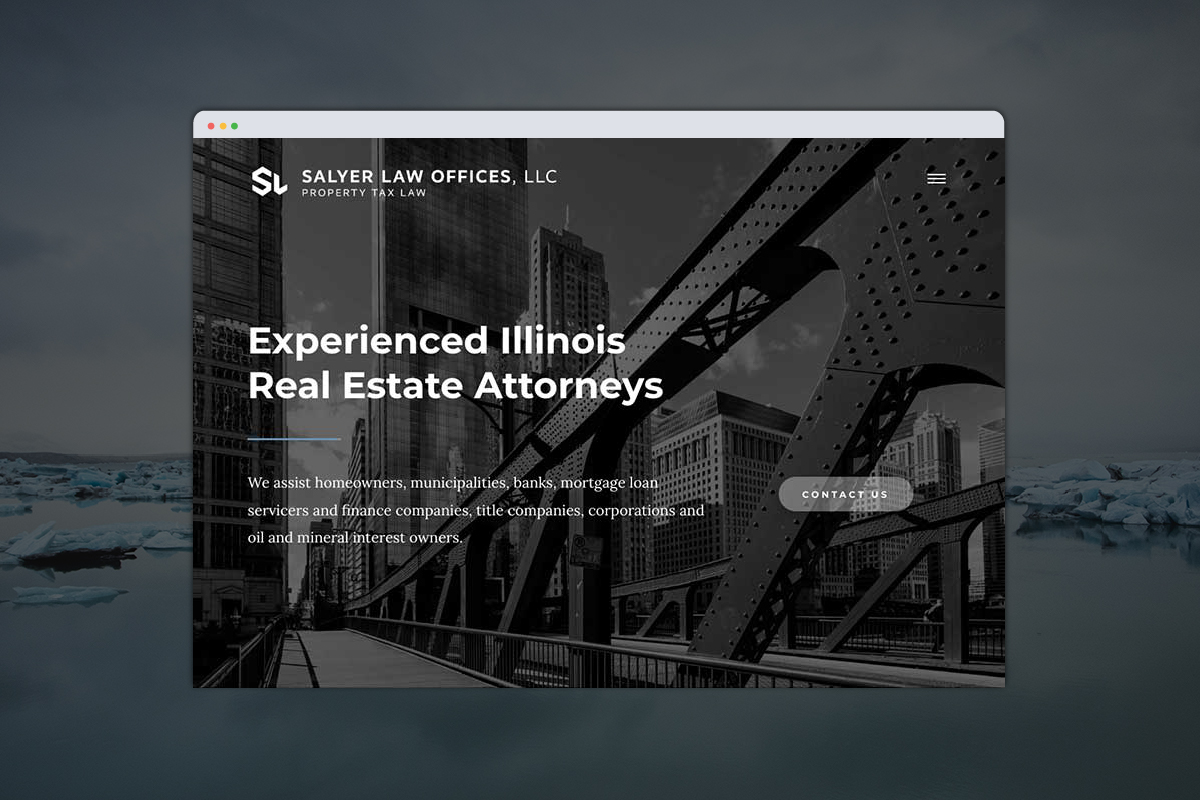 SL
SALYER LAW OFFICES, LLC
PROPERTY TAX LAW
Experienced Illinois
Real Estate Attorneys
We assist homeowners, municipalities, banks, mortgage loan
servicers and finance companies, title companies, corporations and
oil and mineral interest owners.
CONTACT US